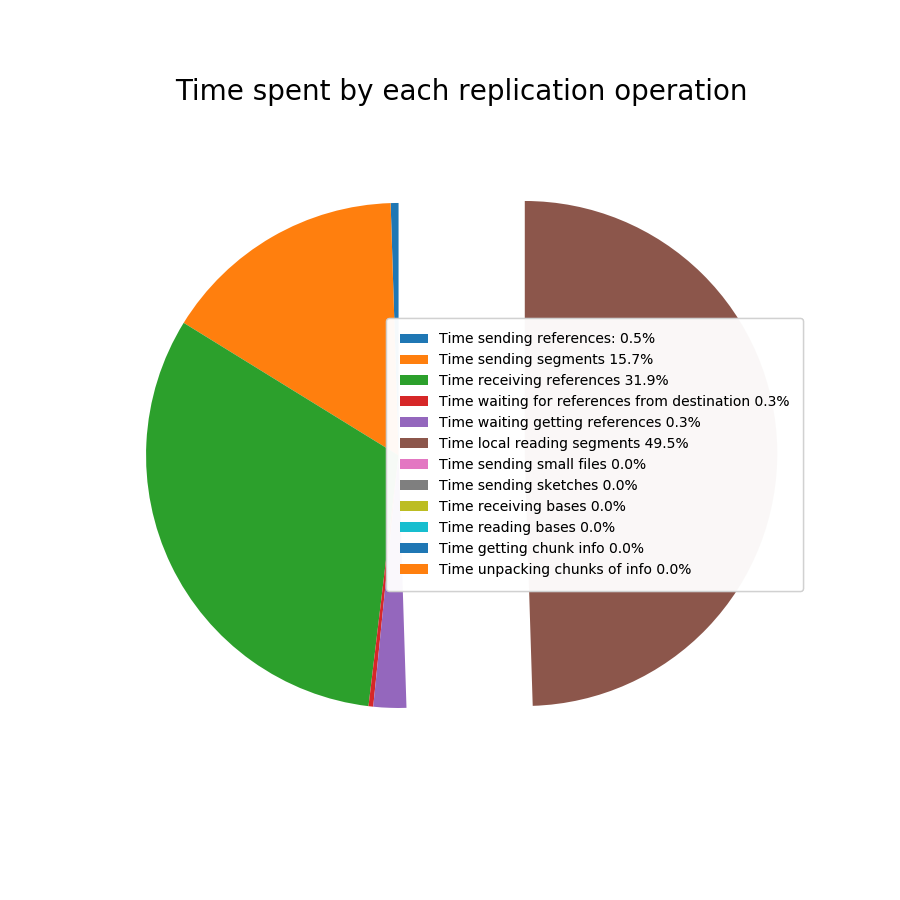 Time spent by each replication operation
Time sending references: 0.5%
Time sending segments 15.7%
Time receiving references 31.9%
Time waiting for references from destination 0.3%
Time waiting getting references 0.3%
Time local reading segments 49.5%
Time sending small files 0.0%
Time sending sketches 0.0%
Time receiving bases 0.0%
Time reading bases 0.0%
Time getting chunk info 0.0%
Time unpacking chunks of info 0.0%